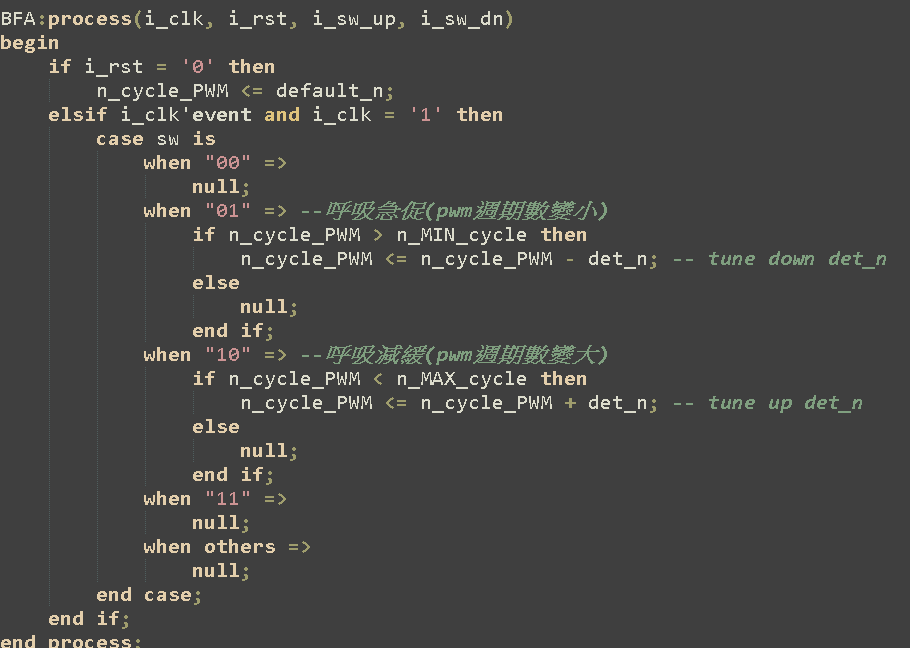 BFA:process(i_clk, i_rst, i_sw_up, i_sw_dn)
begin
    if i_rst = '0' then
        n_cycle_PWM <= default_n;
    elsif i_clk'event and i_clk = '1' then
        case sw is
            when "00" =>
                null;
            when "01" => --呼吸急促(pwm週期數變小)
                if n_cycle_PWM > n_MIN_cycle then
                    n_cycle_PWM <= n_cycle_PWM - det_n; -- tune down det_n
                else
                    null;
                end if;
            when "10" => --呼吸減緩(pwm週期數變大)
                if n_cycle_PWM < n_MAX_cycle then
                    n_cycle_PWM <= n_cycle_PWM + det_n; -- tune up det_n
                else
                    null;
                end if;
            when "11" =>
                null;
            when others =>
                null;
        end case;
    end if;
end process;